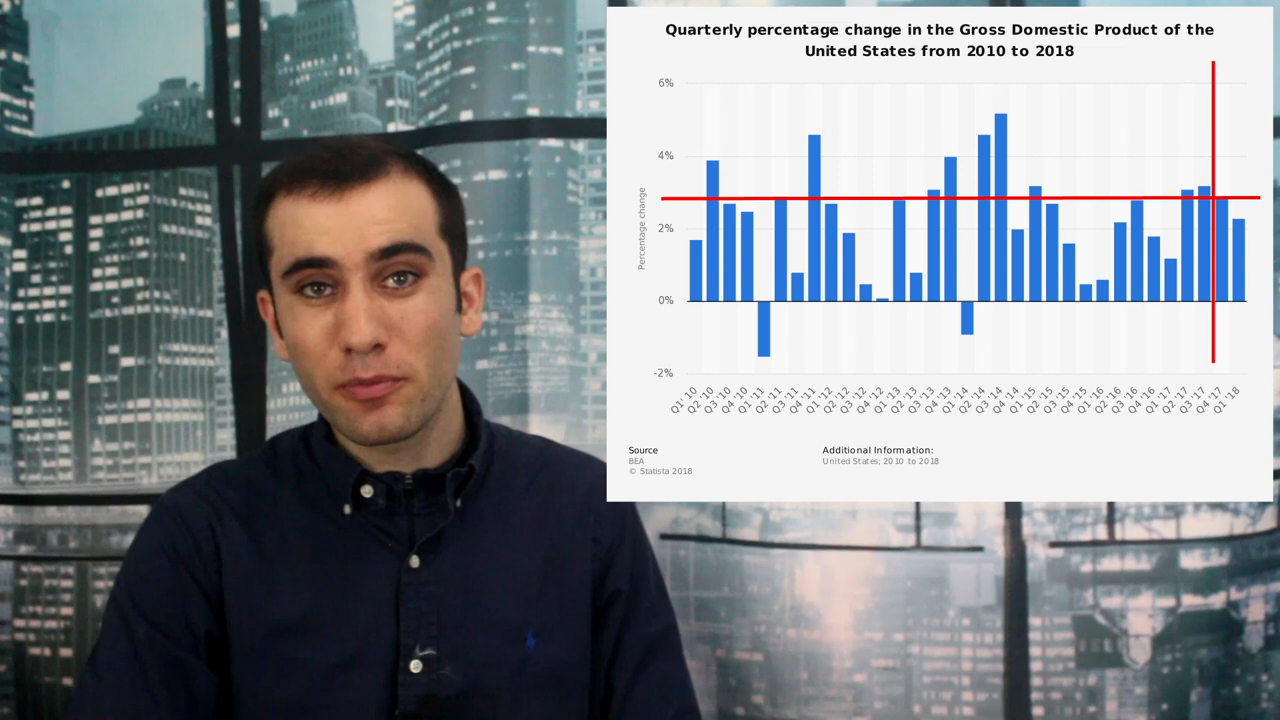 Quarterly percentage change in the Gross Domestic Product of the
United States from 2010 to 2018
6%
4%
2%
0%
-2%
Percentage change
Q1' 10
Q2 '10
Q3 '10
Q4 '10
Q1 '11
Q2 '11
Q3 '11
Q4 '11
Q1 '12
Q2 '12
Q3 '12
Q4 '12
Q1 '13
Q2 '13
Q3 '13
Q4 '13
Q1 '14
Q2 '14
Q3 '14
Q4 '14
Q1 '15
Q2 '15
Q3 '15
Q4 '15
Q1 '16
Q2 '16
Q3 '16
Q4 '16
Q1 '17
Q2 '17
Q3 '17
Q4 '17
Q1 '18
Source
BEA
© Statista 2018
Additional Information:
United States; 2010 to 2018